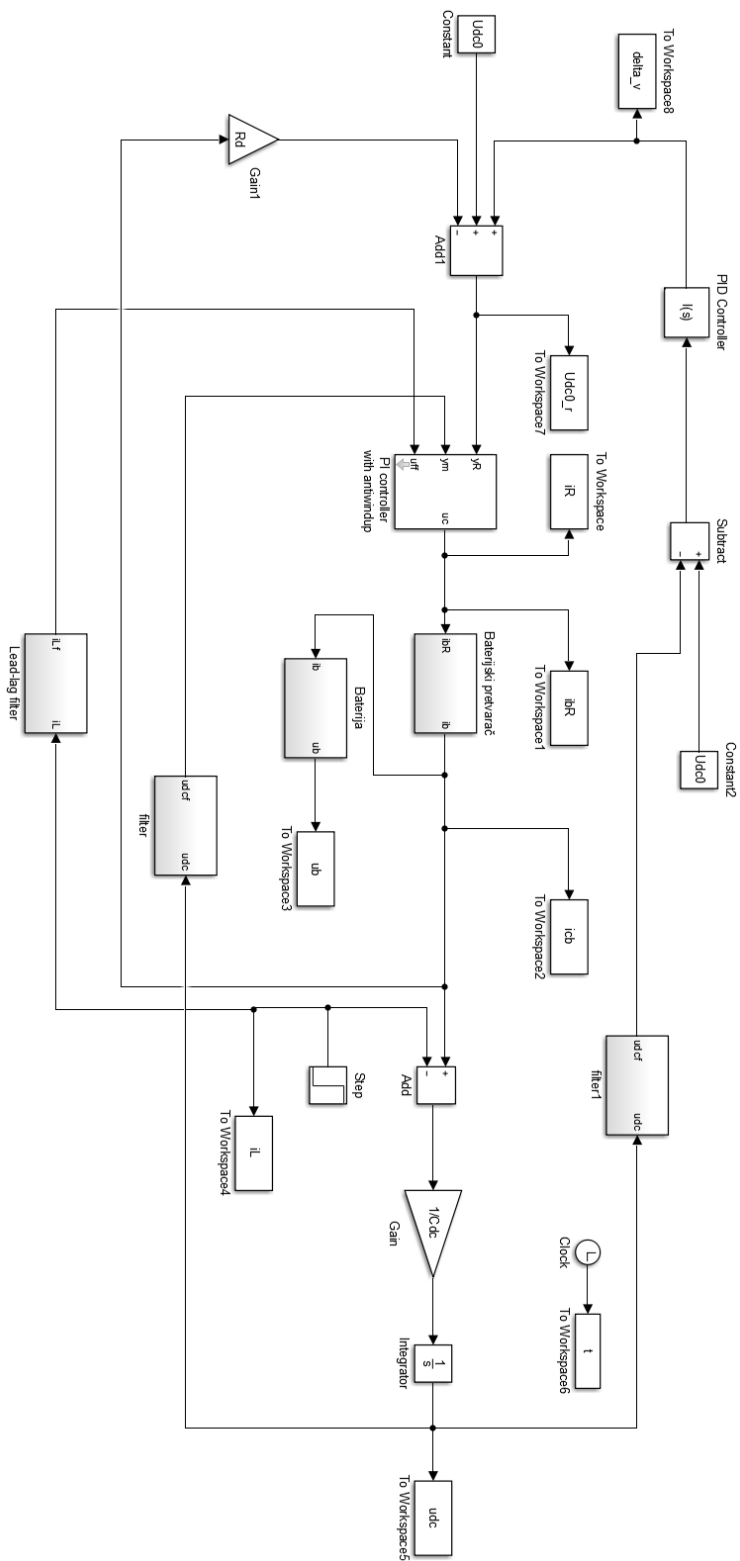 Udc0
Constant
delta_v
To Workspace8
Rd
Gain1
+
+
−
Add1
I(s)
PID Controller
Udc0_r
To Workspace7
iR
To Workspace
yR
ym
uff
uc
PI controller
with antiwindup
+
−
Subtract
Udc0
Constant2
ibR
To Workspace1
ibR
ib
Baterijski pretvarač
ib
ub
Baterija
ub
To Workspace3
iLf
iL
Lead-lag filter
udcf
udc
filter
icb
To Workspace2
udcf
udc
filter1
+
−
Add
Step
iL
To Workspace4
1/Cdc
Gain
Clock
t
To Workspace6
1
s
Integrator
udc
To Workspace5